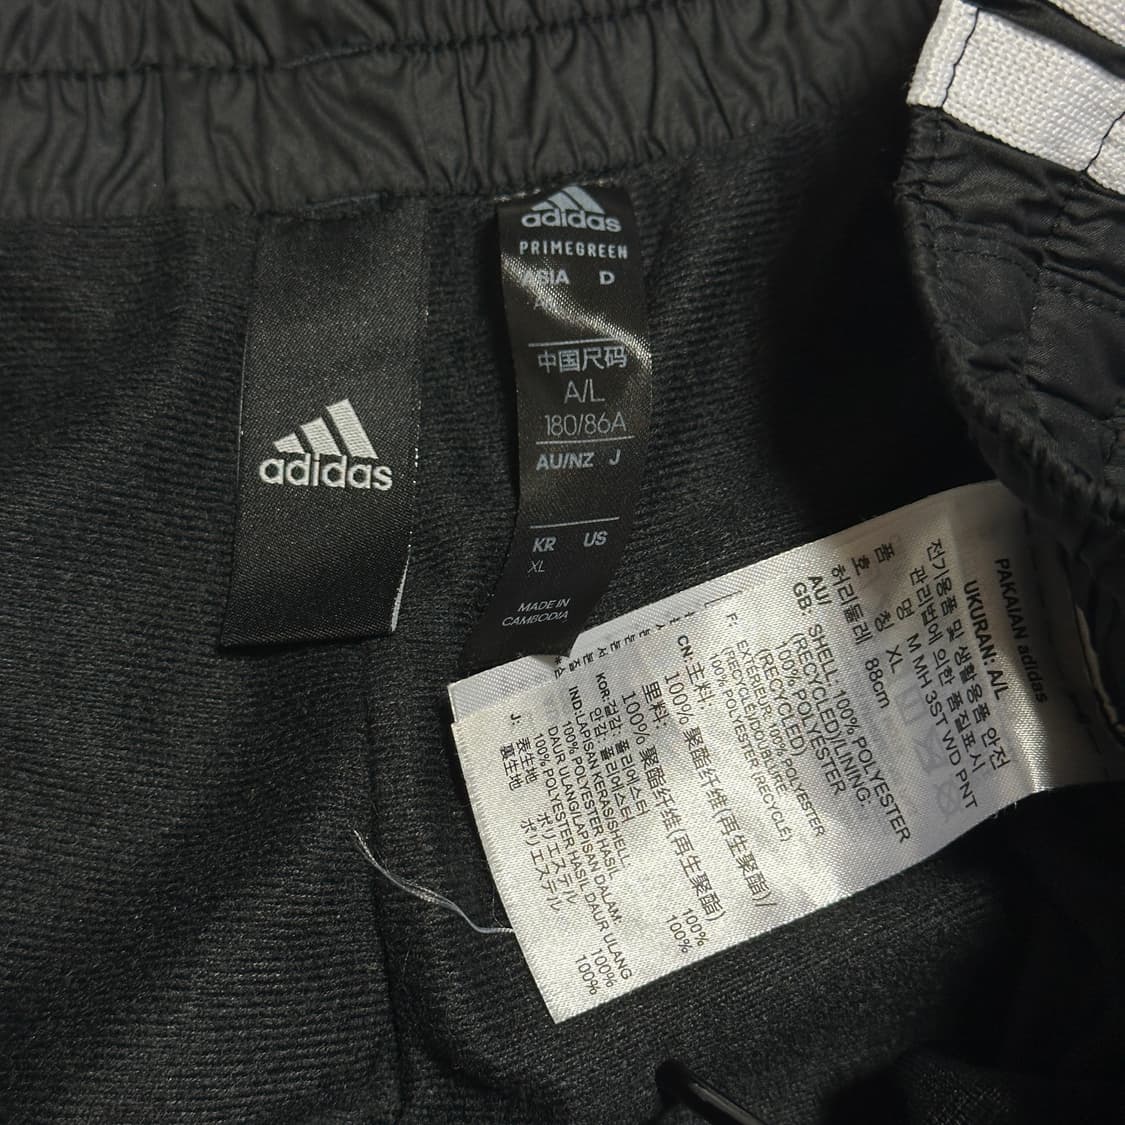 adidas
adidas
PRIMEGREEN
ASIA D
中国尺码
A/L
180/86A
AU/NZ J
KR US
XL
MADE IN
CAMBODIA
PAKAIAN adidas
UKURAN: A/L
전기용품 및 생활용품 안전
관리법에 의한 품질표시
품 명 M MH 3ST WD PNT
호 칭 XL
허리둘레 88cm
AU/ SHELL: 100% POLYESTER
GB: (RECYCLED)/LINING:
100% POLYESTER
(RECYCLED)
F: EXTÉRIEUR: 100% POLYESTER
(RECYCLÉ)/DOUBLURE:
100% POLYESTER (RECYCLÉ)
CN: 主料:
100% 聚酯纤维(再生聚酯)/
里料:
100% 聚酯纤维(再生聚酯)
KOR: 겉감: 폴리에스터 100%
안감: 폴리에스터 100%
IND: LAPISAN KERAS/SHELL
100% POLYESTER HASIL
DAUR ULANG/LAPISAN DALAM-
100% POLYESTER HASIL DAUR ULANG
J: 表生地 ポリエステル 100%
裏生地 ポリエステル 100%